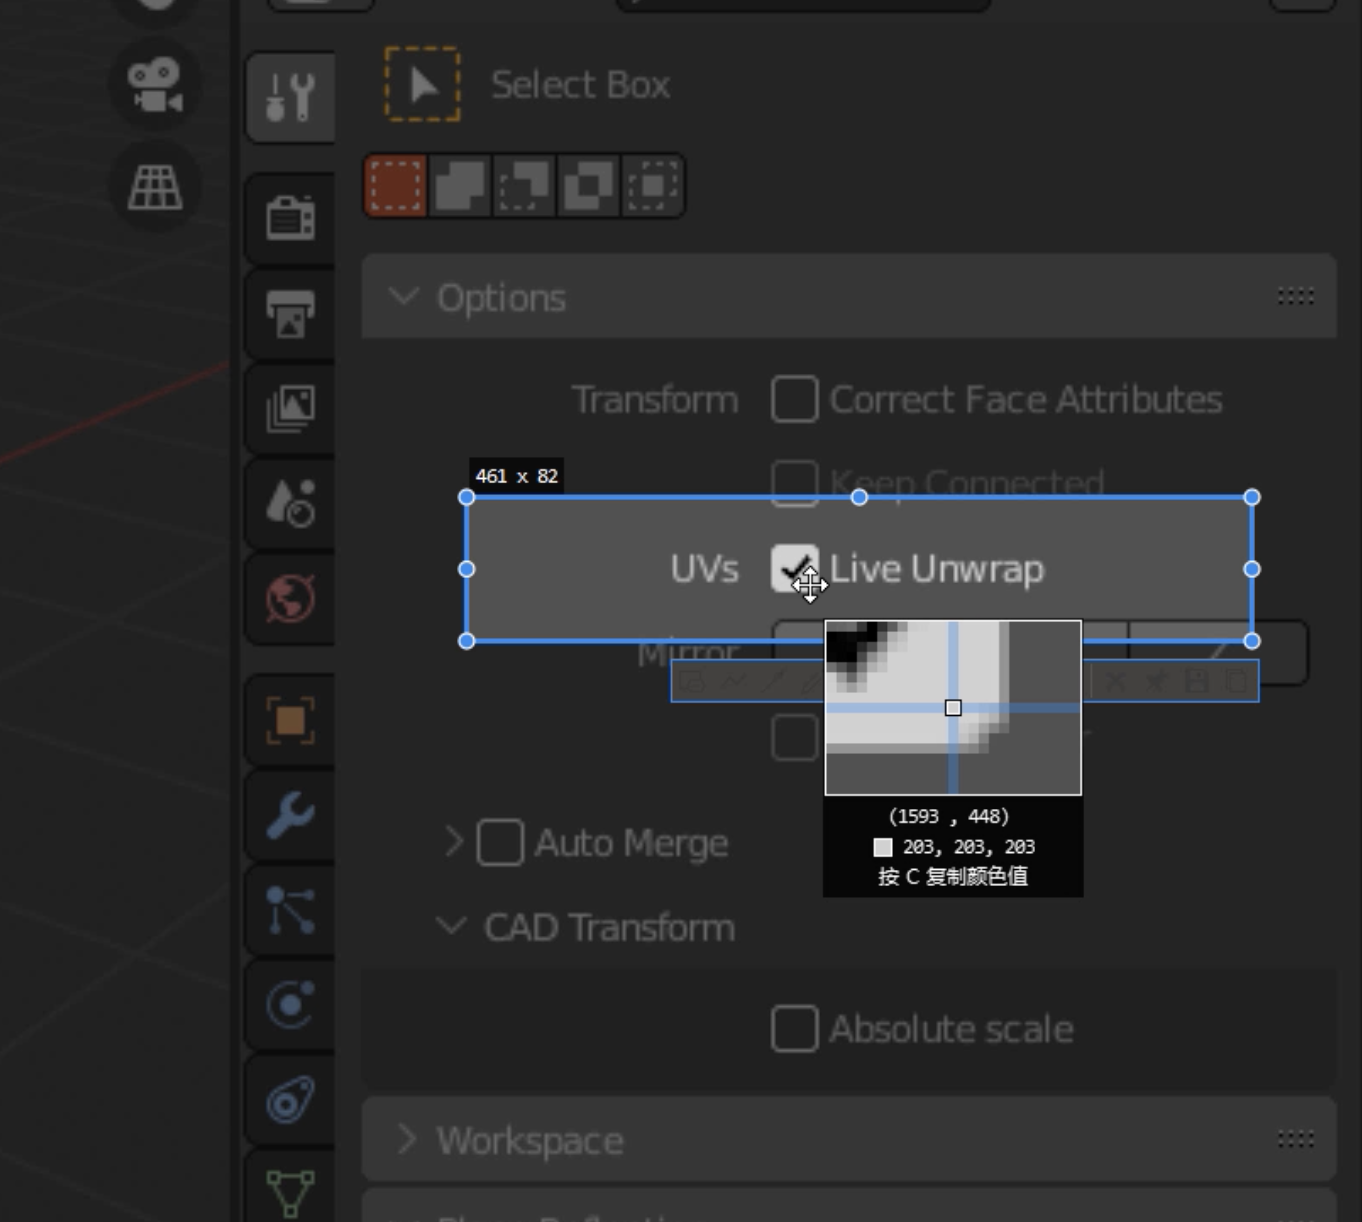 Select Box
Options
Transform Correct Face Attributes
461 x 82
Keep Connected
UVs Live Unwrap
Mirror
(1593 , 448)
203, 203, 203
按 C 复制颜色值
Auto Merge
CAD Transform
Absolute scale
Workspace